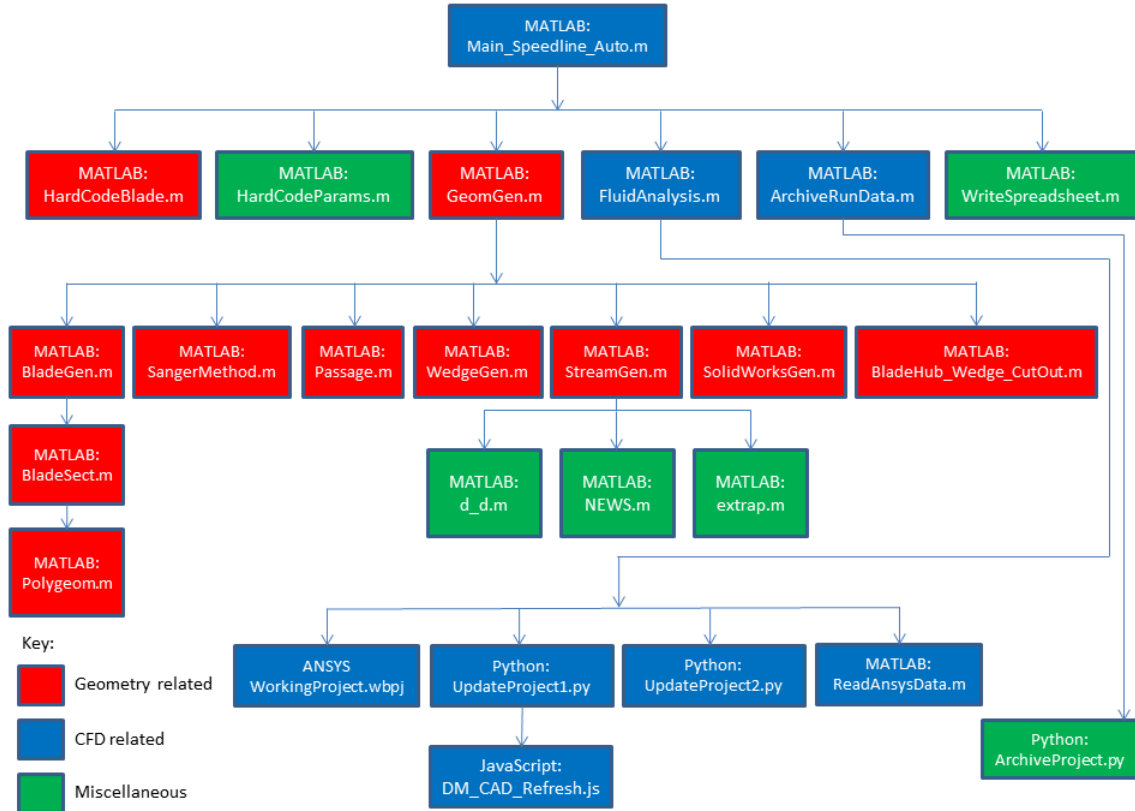 MATLAB:
Main_Speedline_Auto.m
MATLAB:
HardCodeBlade.m
MATLAB:
HardCodeParams.m
MATLAB:
GeomGen.m
MATLAB:
FluidAnalysis.m
MATLAB:
ArchiveRunData.m
MATLAB:
WriteSpreadsheet.m
MATLAB:
BladeGen.m
MATLAB:
SangerMethod.m
MATLAB:
Passage.m
MATLAB:
WedgeGen.m
MATLAB:
StreamGen.m
MATLAB:
SolidWorksGen.m
MATLAB:
BladeHub_Wedge_CutOut.m
MATLAB:
BladeSect.m
MATLAB:
d_d.m
MATLAB:
NEWS.m
MATLAB:
extrap.m
MATLAB:
Polygeom.m
ANSYS
WorkingProject.wbpj
Python:
UpdateProject1.py
Python:
UpdateProject2.py
MATLAB:
ReadAnsysData.m
JavaScript:
DM_CAD_Refresh.js
Python:
ArchiveProject.py
Key:
Geometry related
CFD related
Miscellaneous